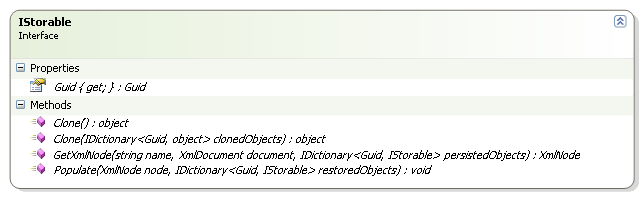 IStorable
Interface
Properties
Guid { get; } : Guid
Methods
Clone() : object
Clone(IDictionary<Guid, object> clonedObjects) : object
GetXmlNode(string name, XmlDocument document, IDictionary<Guid, IStorable> persistedObjects) : XmlNode
Populate(XmlNode node, IDictionary<Guid, IStorable> restoredObjects) : void